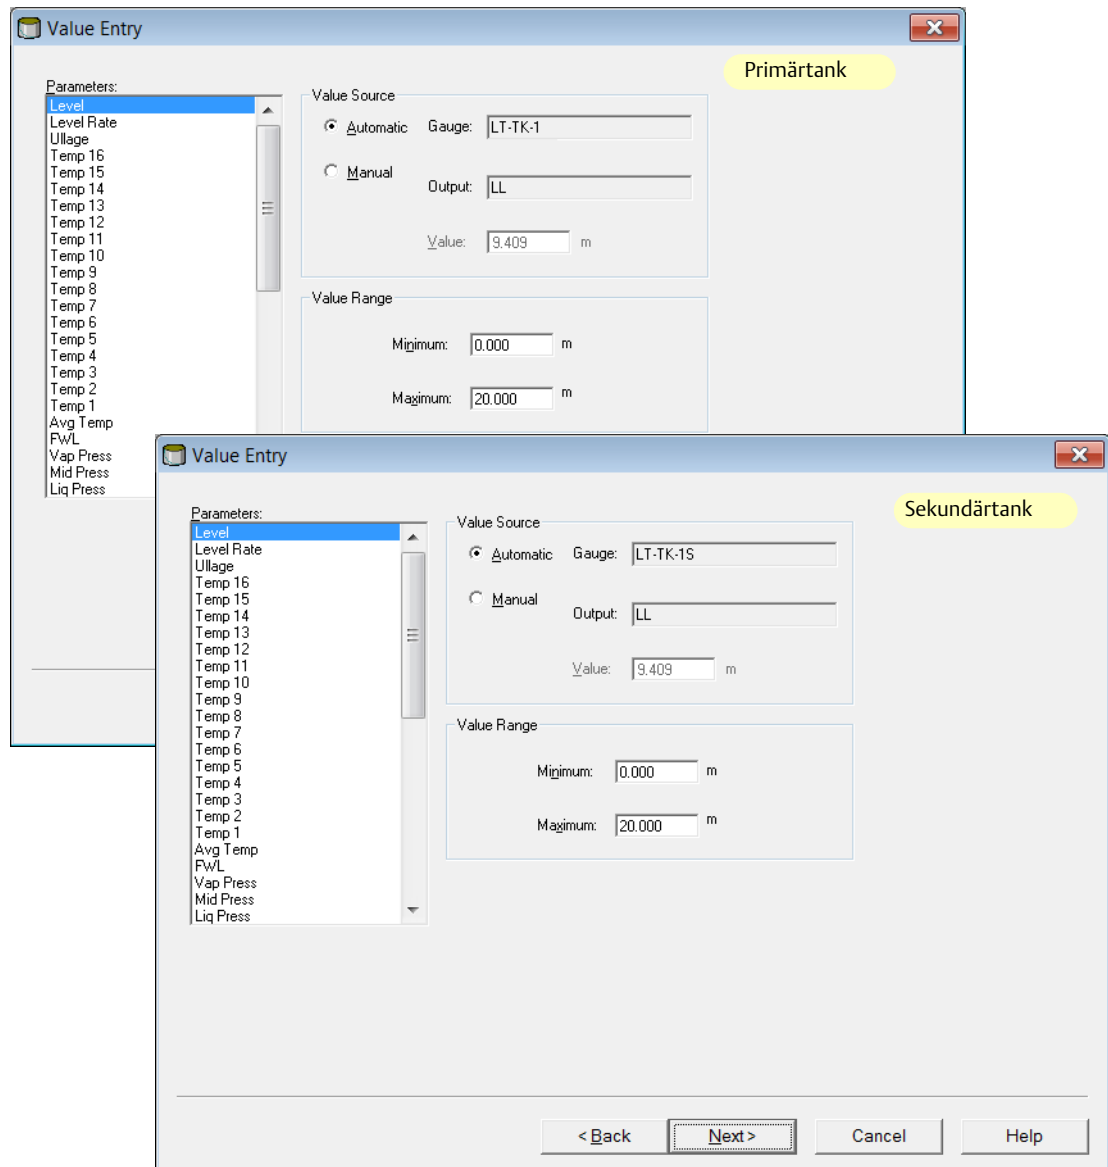 Value Entry
Primärtank
Parameters:
Level
Level Rate
Ullage
Temp 16
Temp 15
Temp 14
Temp 13
Temp 12
Temp 11
Temp 10
Temp 9
Temp 8
Temp 7
Temp 6
Temp 5
Temp 4
Temp 3
Temp 2
Temp 1
Avg Temp
FWL
Vap Press
Mid Press
Liq Press
Value Source
Automatic Gauge: LT-TK-1
Manual
Output: LL
Value: 9.409 m
Value Range
Minimum: 0.000 m
Maximum: 20.000 m
Value Entry
Sekundärtank
Parameters:
Level
Level Rate
Ullage
Temp 16
Temp 15
Temp 14
Temp 13
Temp 12
Temp 11
Temp 10
Temp 9
Temp 8
Temp 7
Temp 6
Temp 5
Temp 4
Temp 3
Temp 2
Temp 1
Avg Temp
FWL
Vap Press
Mid Press
Liq Press
Value Source
Automatic Gauge: LT-TK-1S
Manual
Output: LL
Value: 9.409 m
Value Range
Minimum: 0.000 m
Maximum: 20.000 m
< Back Next > Cancel Help